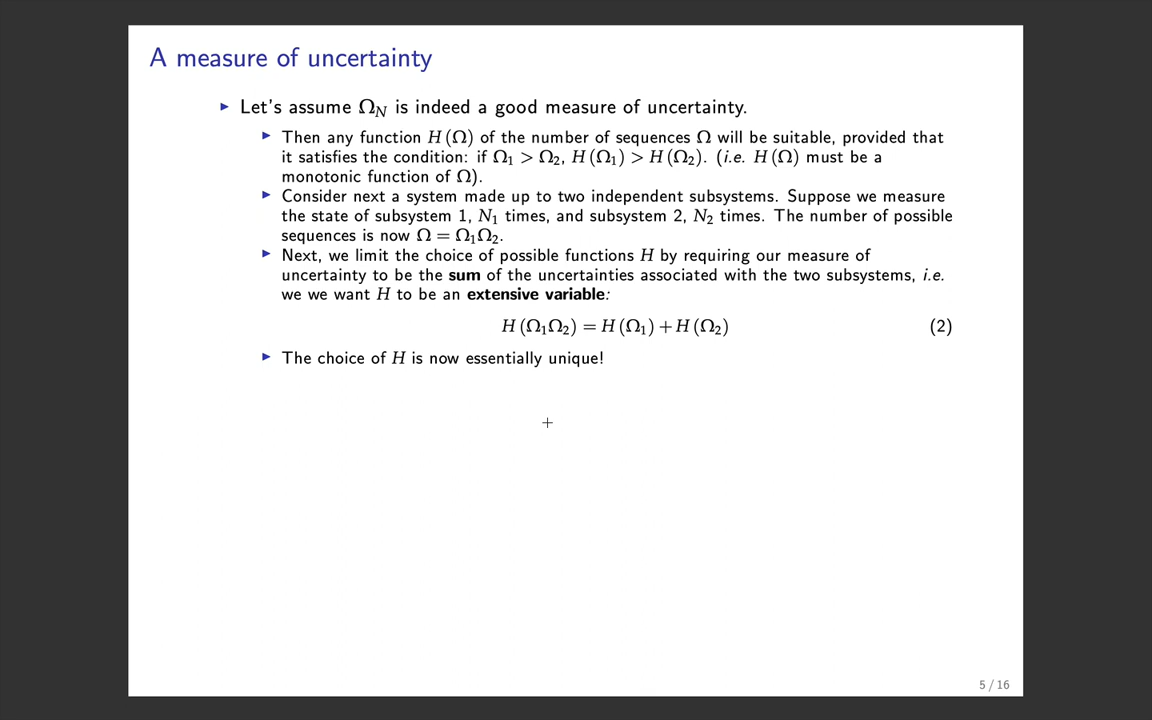 A measure of uncertainty
▶ Let's assume Ω_N is indeed a good measure of uncertainty.
▶ Then any function H(Ω) of the number of sequences Ω will be suitable, provided that
it satisfies the condition: if Ω₁ > Ω₂, H(Ω₁) > H(Ω₂). (i.e. H(Ω) must be a
monotonic function of Ω).
▶ Consider next a system made up to two independent subsystems. Suppose we measure
the state of subsystem 1, N₁ times, and subsystem 2, N₂ times. The number of possible
sequences is now Ω = Ω₁Ω₂.
▶ Next, we limit the choice of possible functions H by requiring our measure of
uncertainty to be the sum of the uncertainties associated with the two subsystems, i.e.
we we want H to be an extensive variable:
H(Ω₁Ω₂) = H(Ω₁) + H(Ω₂) (2)
▶ The choice of H is now essentially unique!
5 / 16